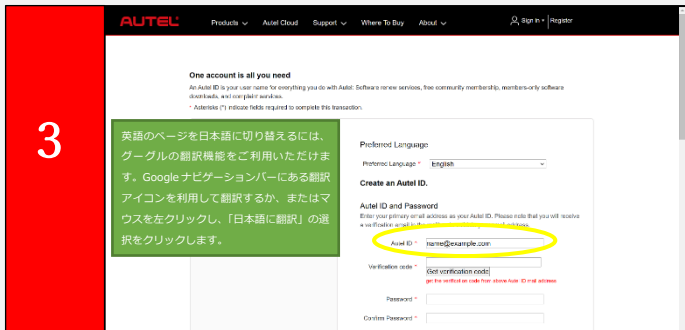 AUTEL
Products
Autel Cloud
Support
Where To Buy
About
Sign In
Register
3
One account is all you need
An Autel ID is your user name for everything you do with Autel: Software renew services, free community membership, members-only software
downloads, and complaint services.
* Asterisks (*) indicate fields required to complete this transaction.
英語のページを日本語に切り替えるには、
グーグルの翻訳機能をご利用いただけま
す。Google ナビゲーションバーにある翻訳
アイコンを利用して翻訳するか、またはマ
ウスを左クリックし、「日本語に翻訳」の選
択をクリックします。
Preferred Language
Preferred Language * English
Create an Autel ID.
Autel ID and Password
Enter your primary email address as your Autel ID. Please note that you will receive
a verification email
Autel ID * name@example.com
Verification code *
Get verification code
get the verification code from above Autel ID mail address
Password *
Confirm Password *